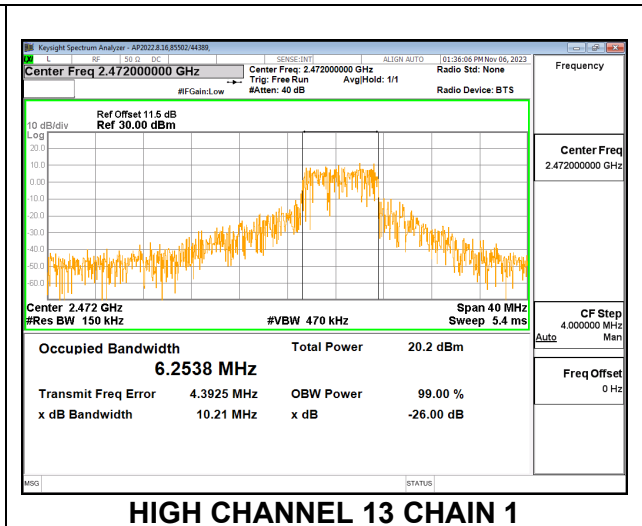 Keysight Spectrum Analyzer - AP2022.8.16,85502/44389,
L RF 50 Ω DC SENSE:INT ALIGN AUTO 01:36:06 PM Nov 06, 2023
Center Freq 2.472000000 GHz
Center Freq: 2.472000000 GHz
Radio Std: None
Trig: Free Run Avg|Hold: 1/1
#IFGain:Low #Atten: 40 dB Radio Device: BTS
Frequency
Ref Offset 11.5 dB
10 dB/div Ref 30.00 dBm
Log
20.0
10.0
0.00
-10.0
-20.0
-30.0
-40.0
-50.0
-60.0
Center 2.472 GHz Span 40 MHz
#Res BW 150 kHz #VBW 470 kHz Sweep 5.4 ms
Center Freq
2.472000000 GHz
CF Step
4.000000 MHz
Auto Man
Freq Offset
0 Hz
Occupied Bandwidth Total Power 20.2 dBm
6.2538 MHz
Transmit Freq Error 4.3925 MHz OBW Power 99.00 %
x dB Bandwidth 10.21 MHz x dB -26.00 dB
MSG STATUS
HIGH CHANNEL 13 CHAIN 1